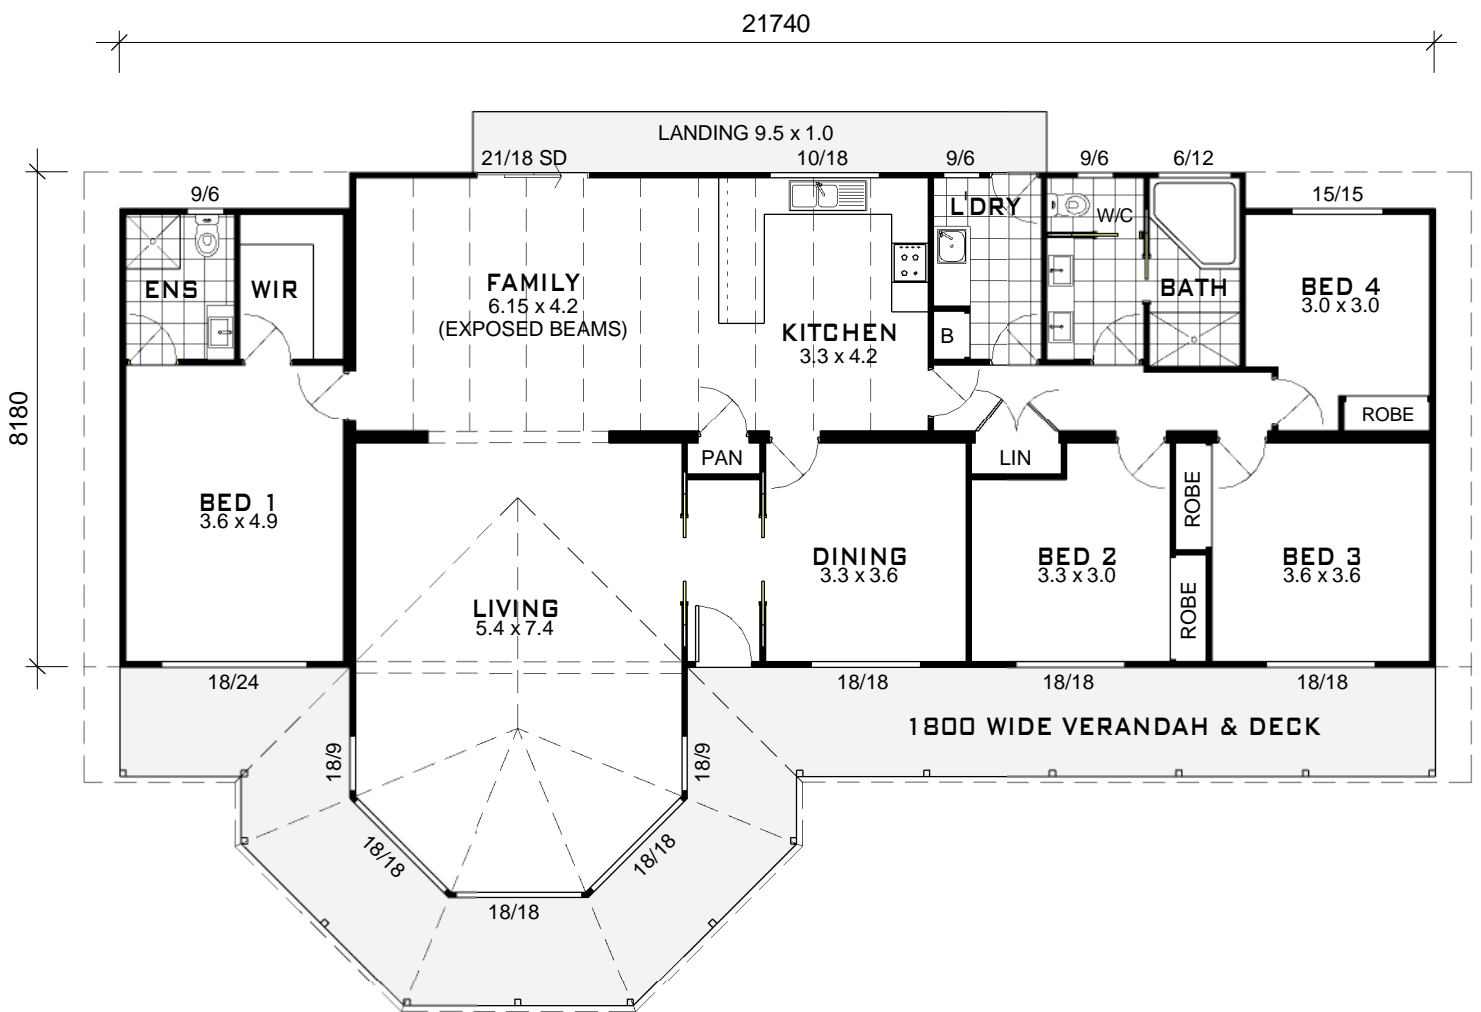 21740
8180
LANDING 9.5 x 1.0
21/18 SD
10/18
9/6
9/6
6/12
9/6
15/15
L'DRY
W/C
ENS
WIR
FAMILY
6.15 x 4.2
(EXPOSED BEAMS)
KITCHEN
3.3 x 4.2
B
BATH
BED 4
3.0 x 3.0
ROBE
PAN
LIN
BED 1
3.6 x 4.9
ROBE
DINING
3.3 x 3.6
BED 2
3.3 x 3.0
BED 3
3.6 x 3.6
LIVING
5.4 x 7.4
ROBE
18/24
18/18
18/18
18/18
1800 WIDE VERANDAH & DECK
18/9
18/9
18/18
18/18
18/18